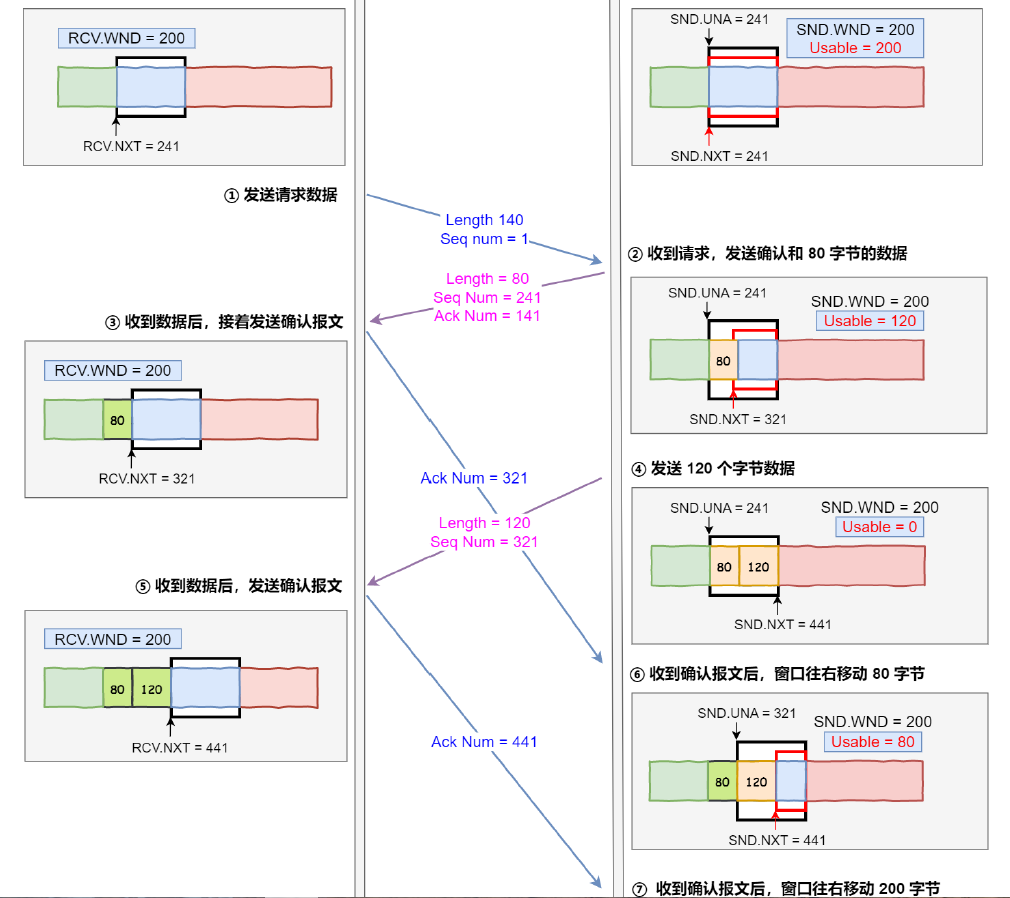 RCV.WND = 200
RCV.NXT = 241
SND.UNA = 241
SND.WND = 200
Usable = 200
SND.NXT = 241
① 发送请求数据
Length 140
Seq num = 1
② 收到请求，发送确认和 80 字节的数据
Length = 80
Seq Num = 241
Ack Num = 141
SND.UNA = 241
SND.WND = 200
Usable = 120
80
SND.NXT = 321
③ 收到数据后，接着发送确认报文
RCV.WND = 200
80
RCV.NXT = 321
Ack Num = 321
④ 发送 120 个字节数据
SND.UNA = 241
SND.WND = 200
Usable = 0
80
120
SND.NXT = 441
Length = 120
Seq Num = 321
⑤ 收到数据后，发送确认报文
RCV.WND = 200
80
120
RCV.NXT = 441
⑥ 收到确认报文后，窗口往右移动 80 字节
SND.UNA = 321
SND.WND = 200
Usable = 80
80
120
SND.NXT = 441
Ack Num = 441
⑦ 收到确认报文后，窗口往右移动 200 字节